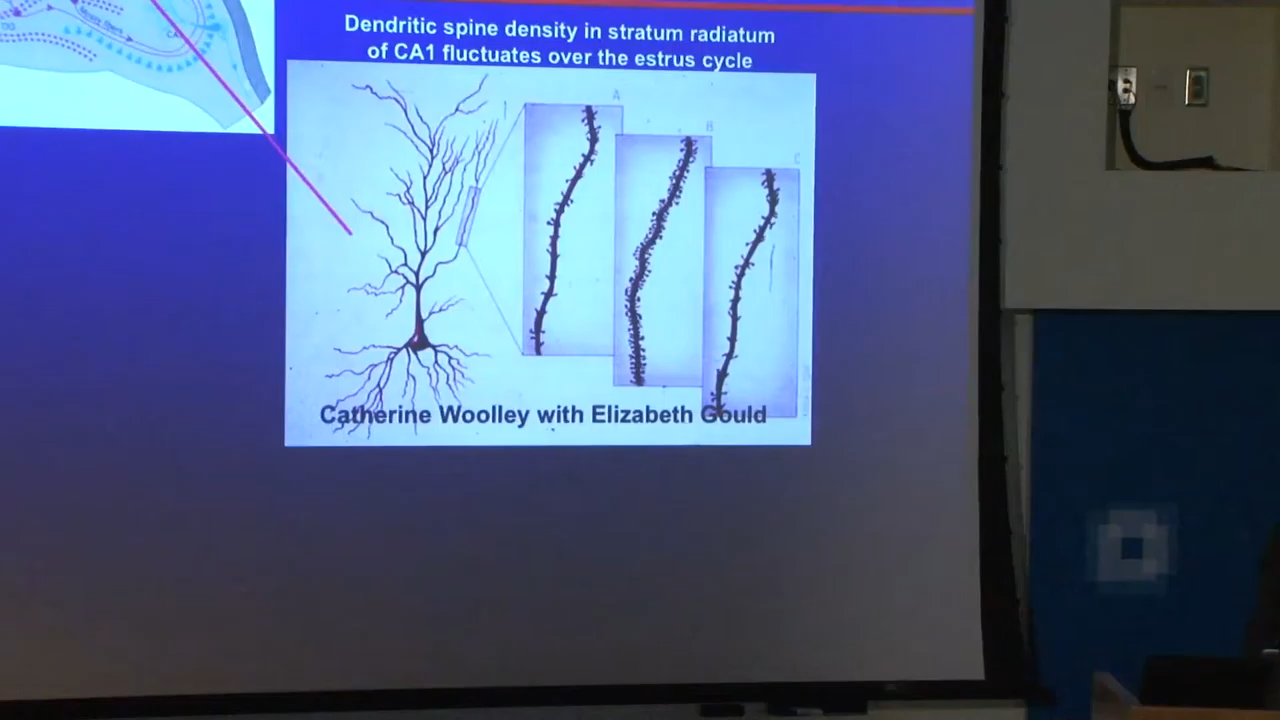 Dendritic spine density in stratum radiatum
of CA1 fluctuates over the estrus cycle
A
B
C
Catherine Woolley with Elizabeth Gould